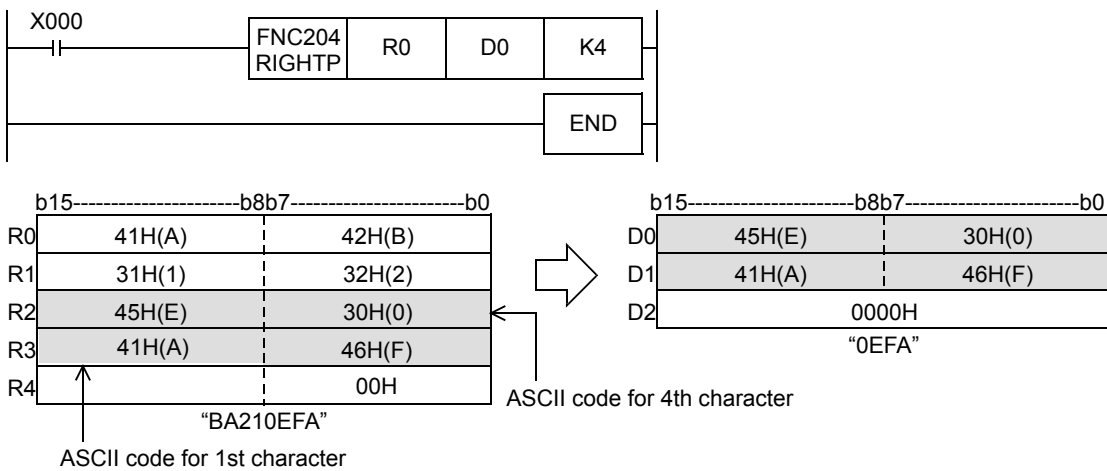 X000
FNC204
RIGHTP R0 D0 K4
END
b15----------------------b8b7-----------------------b0
R0 41H(A) 42H(B)
R1 31H(1) 32H(2)
R2 45H(E) 30H(0)
R3 41H(A) 46H(F)
R4 00H
“BA210EFA”
ASCII code for 1st character
ASCII code for 4th character
b15----------------------b8b7-----------------------b0
D0 45H(E) 30H(0)
D1 41H(A) 46H(F)
D2 0000H
“0EFA”